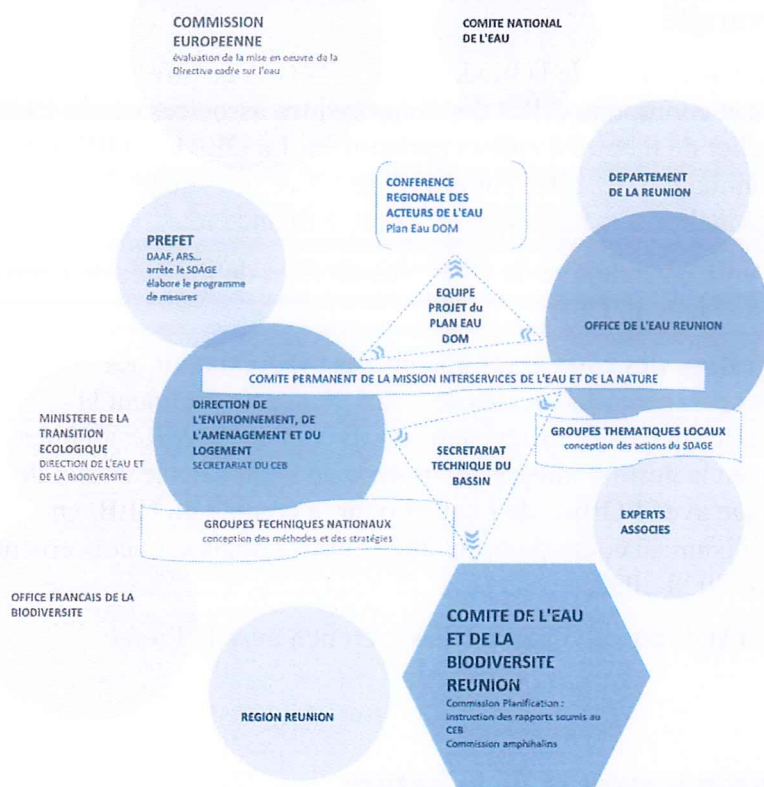 COMMISSION
EUROPEENNE
évaluation de la mise en oeuvre de la
Directive cadre sur l'eau
COMITE NATIONAL
DE L'EAU
CONFERENCE
REGIONALE DES
ACTEURS DE L'EAU
Plan Eau DOM
DEPARTEMENT
DE LA REUNION
PREFET
DAAF, ARS...
arrête le SDAGE
élabore le programme
de mesures
EQUIPE
PROJET du
PLAN EAU
DOM
OFFICE DE L'EAU REUNION
COMITE PERMANENT DE LA MISSION INTERSERVICES DE L'EAU ET DE LA NATURE
DIRECTION DE
L'ENVIRONNEMENT, DE
L'AMENAGEMENT ET DU
LOGEMENT
SECRETARIAT DU CEB
MINISTERE DE LA
TRANSITION
ECOLOGIQUE
DIRECTION DE L'EAU ET
DE LA BIODIVERSITE
GROUPES THEMATIQUES LOCAUX
conception des actions du SDAGE
SECRETARIAT
TECHNIQUE DU
BASSIN
GROUPES TECHNIQUES NATIONAUX
conception des méthodes et des stratégies
EXPERTS
ASSOCIES
OFFICE FRANCAIS DE LA
BIODIVERSITE
COMITE DE L'EAU
ET DE LA
BIODIVERSITE
REUNION
Commission Planification :
instruction des rapports soumis au
CEB
Commission amphihalins
REGION REUNION